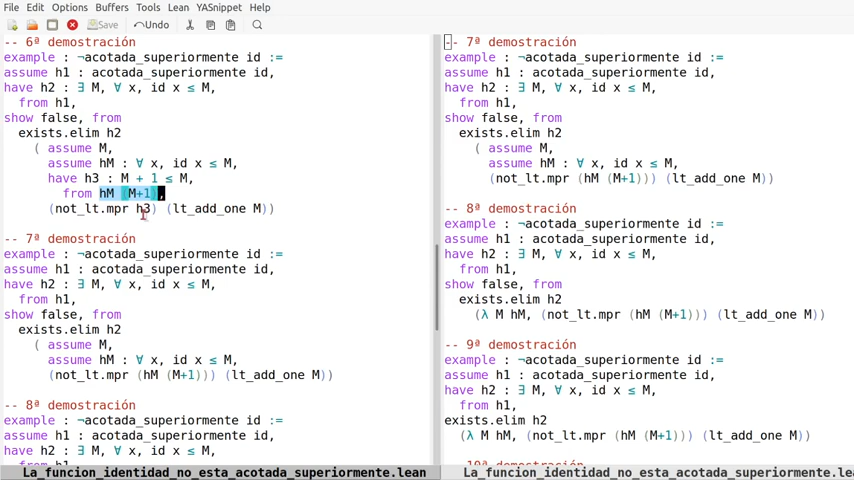 File Edit Options Buffers Tools Lean YASnippet Help
Save Undo
-- 6ª demostración
example : ¬acotada_superiormente id :=
assume h1 : acotada_superiormente id,
have h2 : ∃ M, ∀ x, id x ≤ M,
from h1,
show false, from
exists.elim h2
( assume M,
assume hM : ∀ x, id x ≤ M,
have h3 : M + 1 ≤ M,
from hM (M+1),
(not_lt.mpr h3) (lt_add_one M))
-- 7ª demostración
example : ¬acotada_superiormente id :=
assume h1 : acotada_superiormente id,
have h2 : ∃ M, ∀ x, id x ≤ M,
from h1,
show false, from
exists.elim h2
( assume M,
assume hM : ∀ x, id x ≤ M,
(not_lt.mpr (hM (M+1))) (lt_add_one M))
-- 8ª demostración
example : ¬acotada_superiormente id :=
assume h1 : acotada_superiormente id,
have h2 : ∃ M, ∀ x, id x ≤ M,
La_funcion_identidad_no_esta_acotada_superiormente.lean
-- 7ª demostración
example : ¬acotada_superiormente id :=
assume h1 : acotada_superiormente id,
have h2 : ∃ M, ∀ x, id x ≤ M,
from h1,
show false, from
exists.elim h2
( assume M,
assume hM : ∀ x, id x ≤ M,
(not_lt.mpr (hM (M+1))) (lt_add_one M))
-- 8ª demostración
example : ¬acotada_superiormente id :=
assume h1 : acotada_superiormente id,
have h2 : ∃ M, ∀ x, id x ≤ M,
from h1,
show false, from
exists.elim h2
(λ M hM, (not_lt.mpr (hM (M+1))) (lt_add_one M))
-- 9ª demostración
example : ¬acotada_superiormente id :=
assume h1 : acotada_superiormente id,
have h2 : ∃ M, ∀ x, id x ≤ M,
from h1,
exists.elim h2
(λ M hM, (not_lt.mpr (hM (M+1))) (lt_add_one M))
-- 10ª demostración
La_funcion_identidad_no_esta_acotada_superiormente.lea